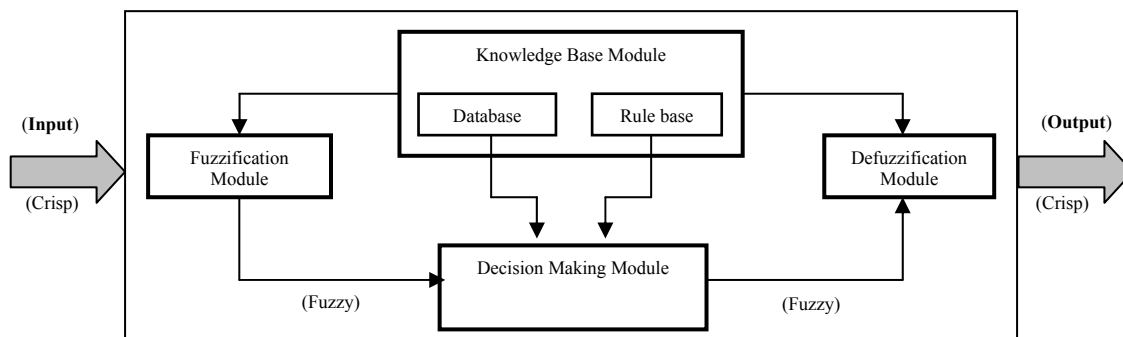 Knowledge Base Module
Database
Rule base
(Input)
(Crisp)
Fuzzification
Module
Defuzzification
Module
(Output)
(Crisp)
Decision Making Module
(Fuzzy)
(Fuzzy)